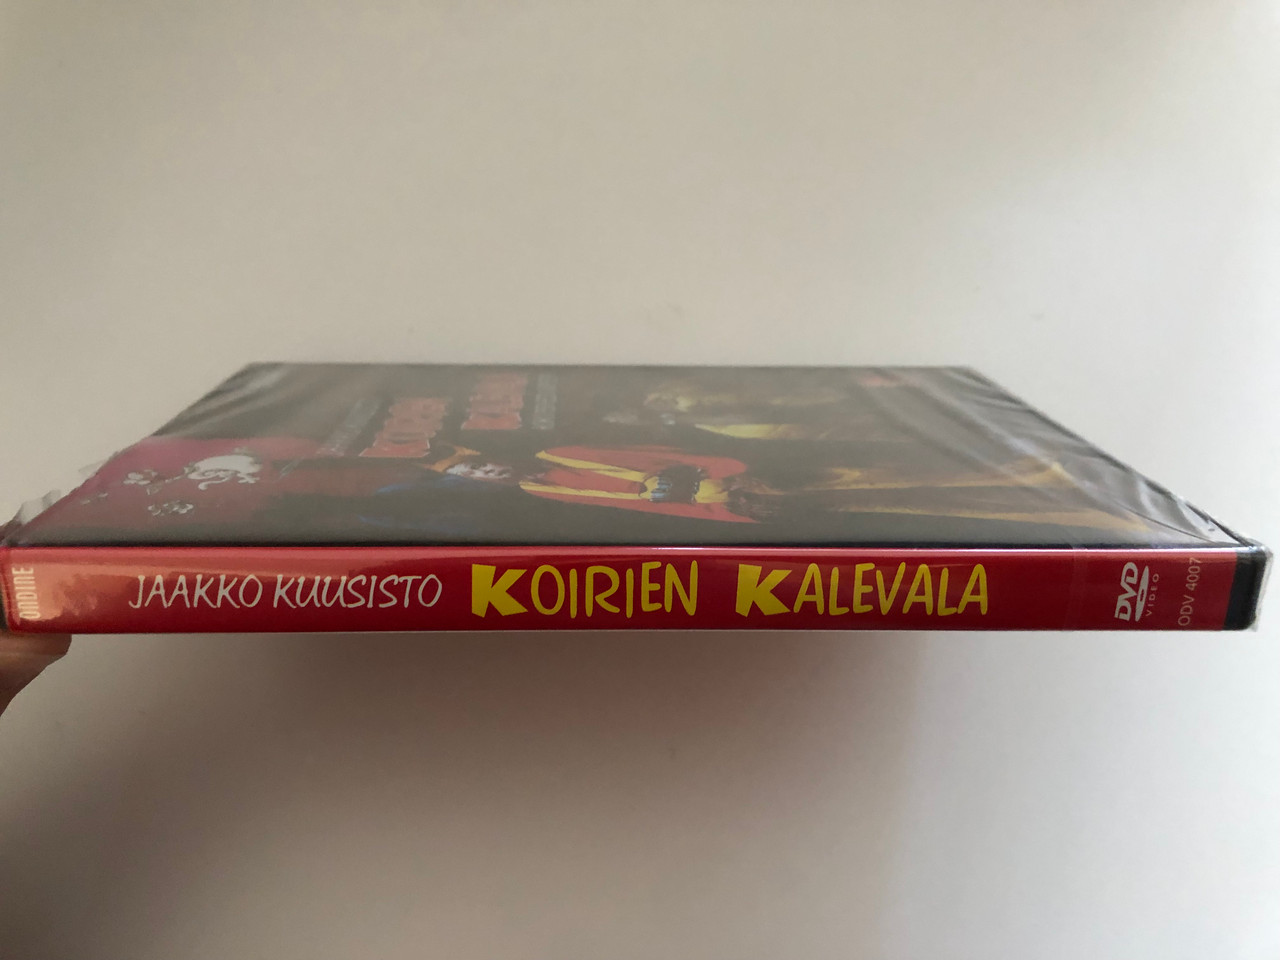 ONDINE
JAAKKO KUUSISTO KOIRIEN KALEVALA
DVD
VIDEO
ODV 4007